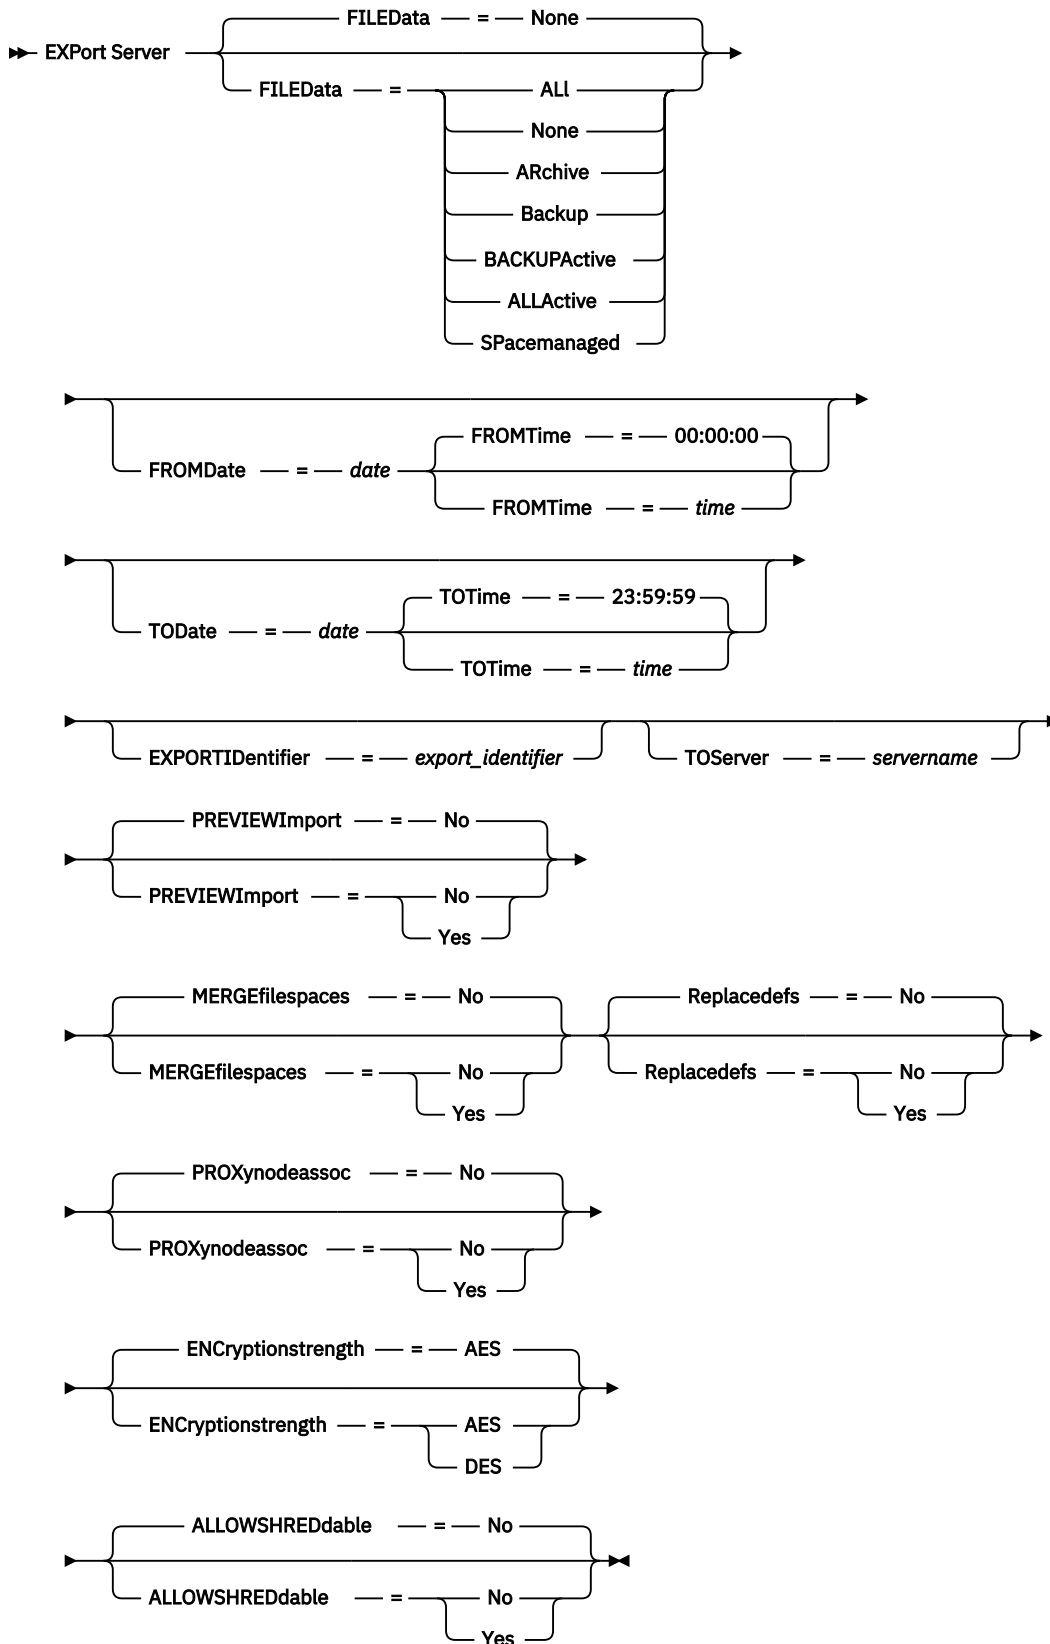 FILEData = None
EXPort Server
FILEData = ALl
None
ARchive
Backup
BACKUPActive
ALLActive
SPacemanaged
FROMTime = 00:00:00
FROMDate = date
FROMTime = time
TOTime = 23:59:59
TODate = date
TOTime = time
EXPORTIDentifier = export_identifier TOServer = servername
PREVIEWImport = No
PREVIEWImport = No
Yes
MERGEfilespaces = No Replacedefs = No
MERGEfilespaces = No Replacedefs = No
Yes Yes
PROXynodeassoc = No
PROXynodeassoc = No
Yes
ENCryptionstrength = AES
ENCryptionstrength = AES
DES
ALLOWSHREDdable = No
ALLOWSHREDdable = No
Yes